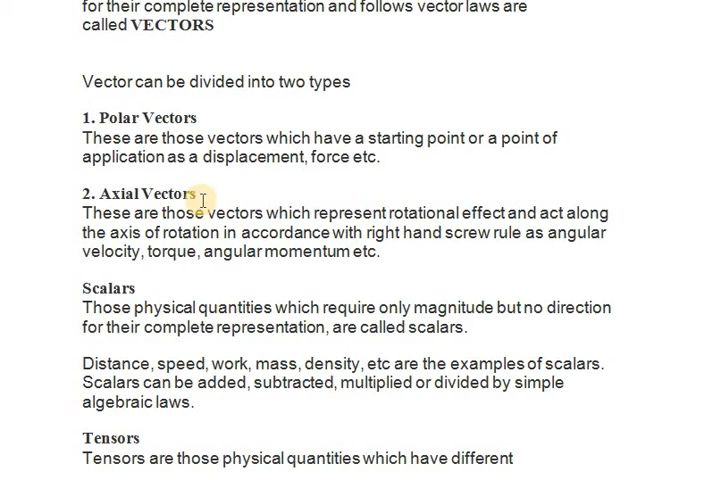 for their complete representation and follows vector laws are
called VECTORS
Vector can be divided into two types
1. Polar Vectors
These are those vectors which have a starting point or a point of
application as a displacement, force etc.
2. Axial Vectors
These are those vectors which represent rotational effect and act along
the axis of rotation in accordance with right hand screw rule as angular
velocity, torque, angular momentum etc.
Scalars
Those physical quantities which require only magnitude but no direction
for their complete representation, are called scalars.
Distance, speed, work, mass, density, etc are the examples of scalars.
Scalars can be added, subtracted, multiplied or divided by simple
algebraic laws.
Tensors
Tensors are those physical quantities which have different